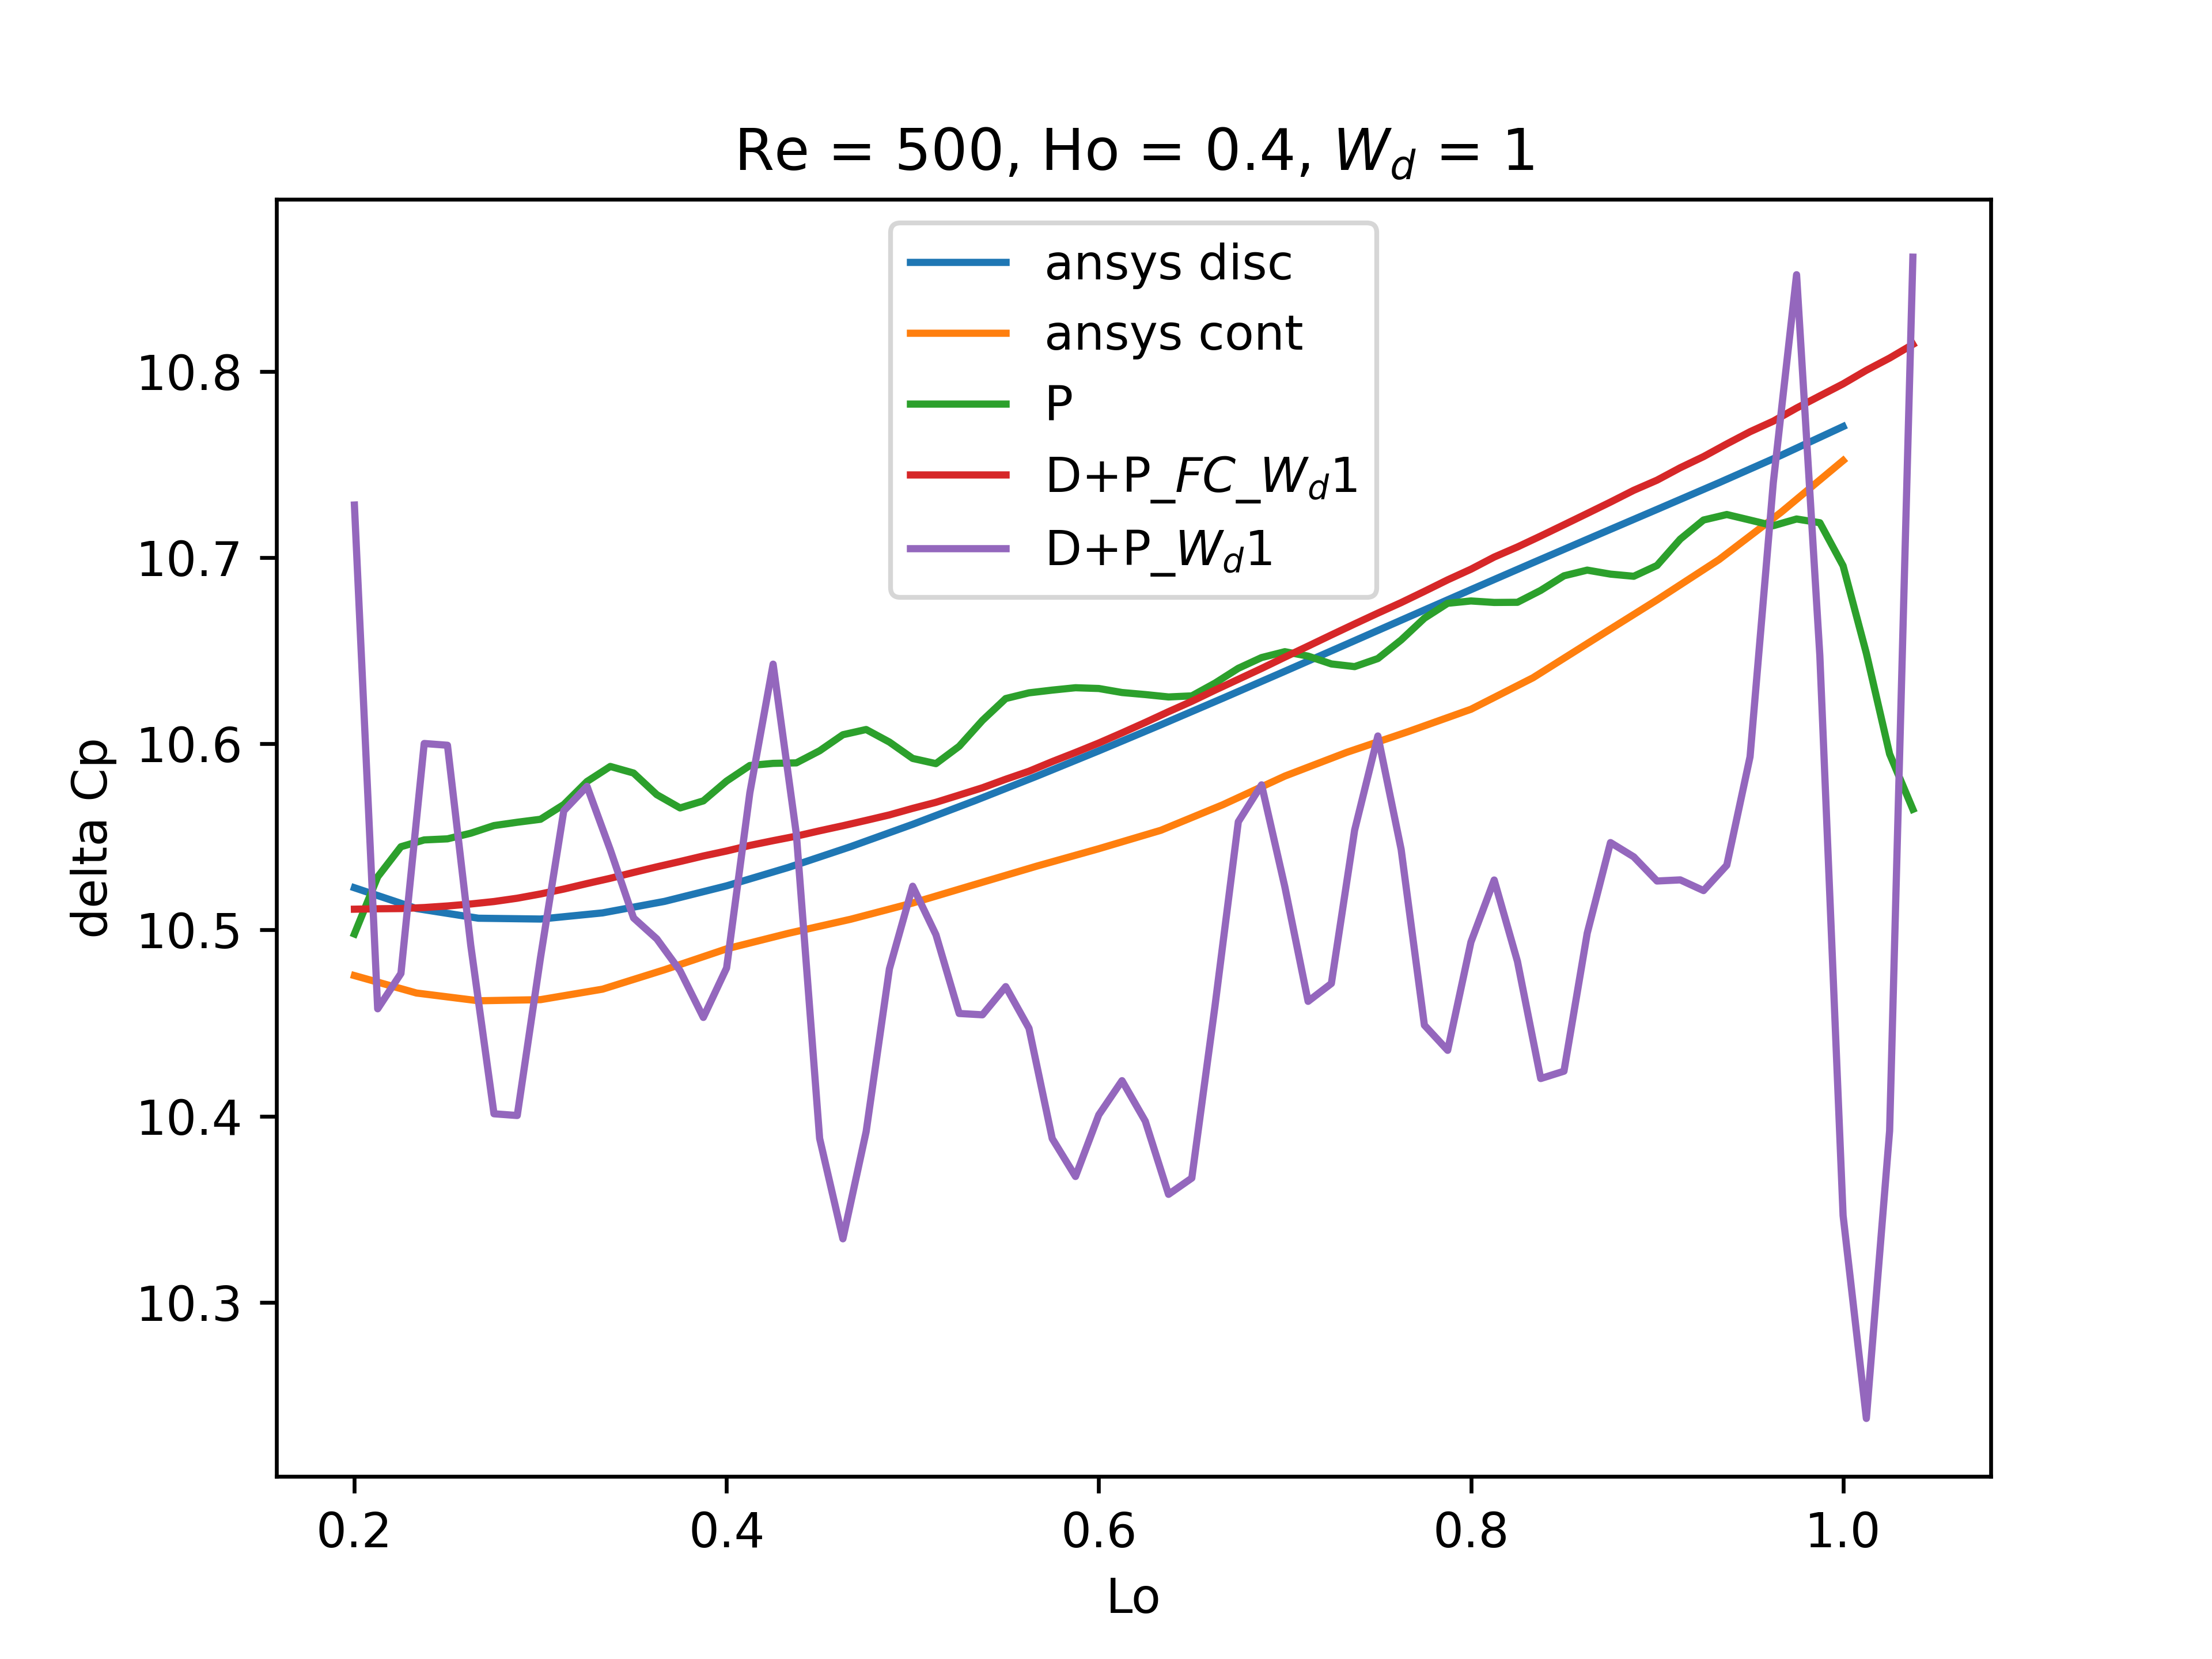 Re = 500, Ho = 0.4, W_d = 1
ansys disc
ansys cont
P
D+P_FC_W_d1
D+P_W_d1
delta Cp
10.8
10.7
10.6
10.5
10.4
10.3
0.2 0.4 0.6 0.8 1.0
Lo